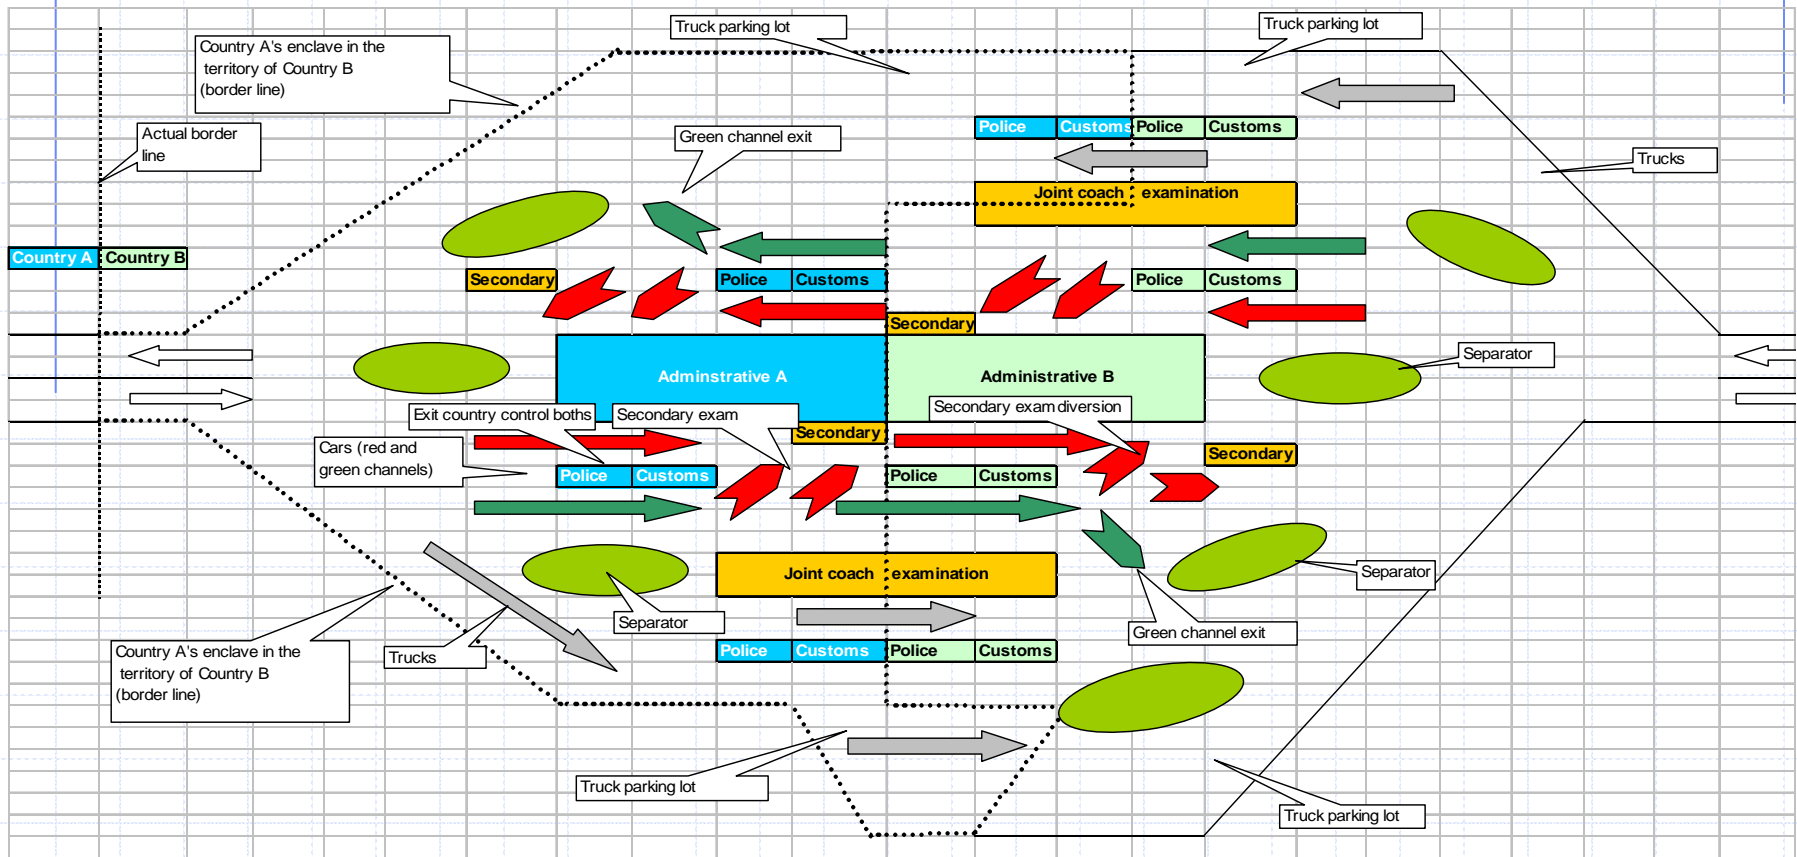 Truck parking lot
Truck parking lot
Country A's enclave in the
territory of Country B
(border line)
Actual border
line
Green channel exit
Police Customs Police Customs
Trucks
Joint coach examination
Country A Country B
Secondary
Police Customs
Police Customs
Secondary
Adminstrative A
Administrative B
Separator
Exit country control boths
Secondary exam
Secondary exam diversion
Secondary
Cars (red and
green channels)
Secondary
Police Customs
Police Customs
Joint coach examination
Separator
Separator
Green channel exit
Country A's enclave in the
territory of Country B
(border line)
Trucks
Police Customs Police Customs
Truck parking lot
Truck parking lot